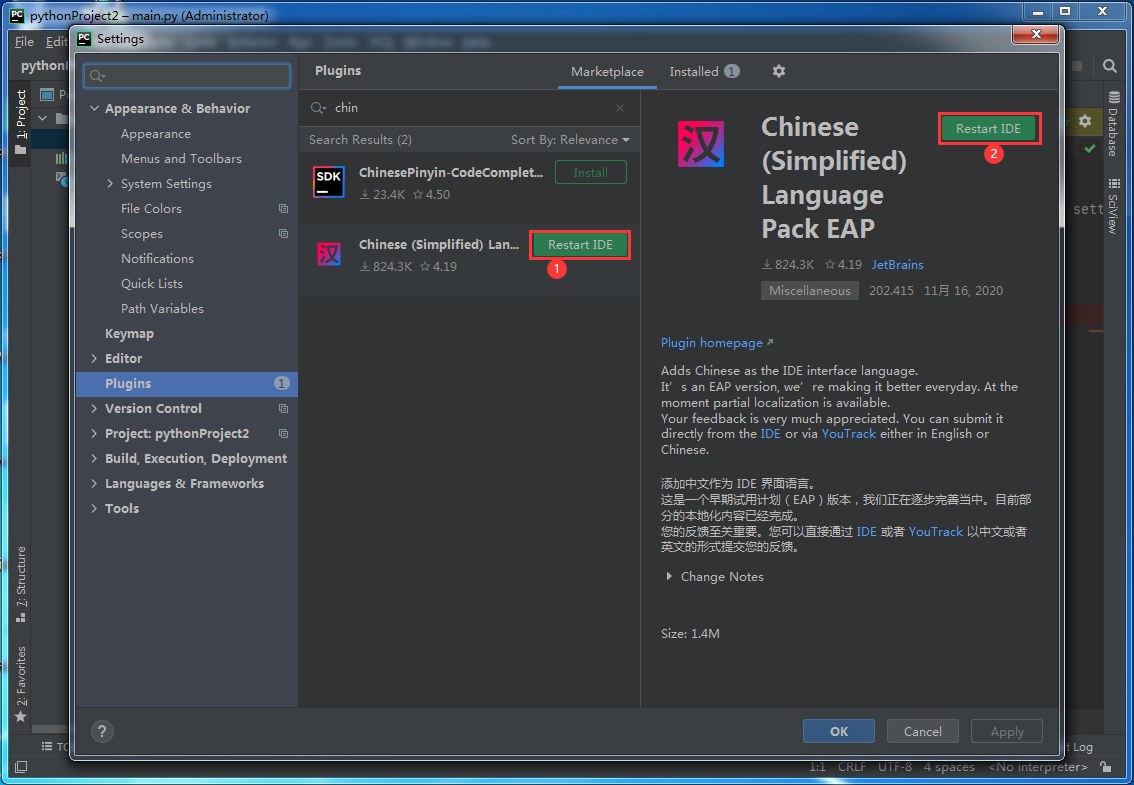 pythonProject2 – main.py (Administrator)
File Edit
Settings
Plugins
Marketplace
Installed 1
Appearance & Behavior
Appearance
Menus and Toolbars
System Settings
File Colors
Scopes
Notifications
Quick Lists
Path Variables
Keymap
Editor
Plugins 1
Version Control
Project: pythonProject2
Build, Execution, Deployment
Languages & Frameworks
Tools
chin
Search Results (2)
Sort By: Relevance
SDK
ChinesePinyin-CodeComplet...
Install
23.4K 4.50
汉
Chinese (Simplified) Lan...
Restart IDE
824.3K 4.19
1
汉
Chinese
(Simplified)
Language
Pack EAP
Restart IDE
2
824.3K 4.19 JetBrains
Miscellaneous 202.415 11月 16, 2020
Plugin homepage
Adds Chinese as the IDE interface language.
It's an EAP version, we're making it better everyday. At the
moment partial localization is available.
Your feedback is very much appreciated. You can submit it
directly from the IDE or via YouTrack either in English or
Chinese.
添加中文作为 IDE 界面语言。
这是一个早期试用计划（EAP）版本，我们正在逐步完善当中。目前部
分的本地化内容已经完成。
您的反馈至关重要。您可以直接通过 IDE 或者 YouTrack 以中文或者
英文的形式提交您的反馈。
Change Notes
Size: 1.4M
?
OK
Cancel
Apply
1: Project
7: Structure
2: Favorites
Database
SciView
sett
Log
1:1 CRLF UTF-8 4 spaces <No interpreter>